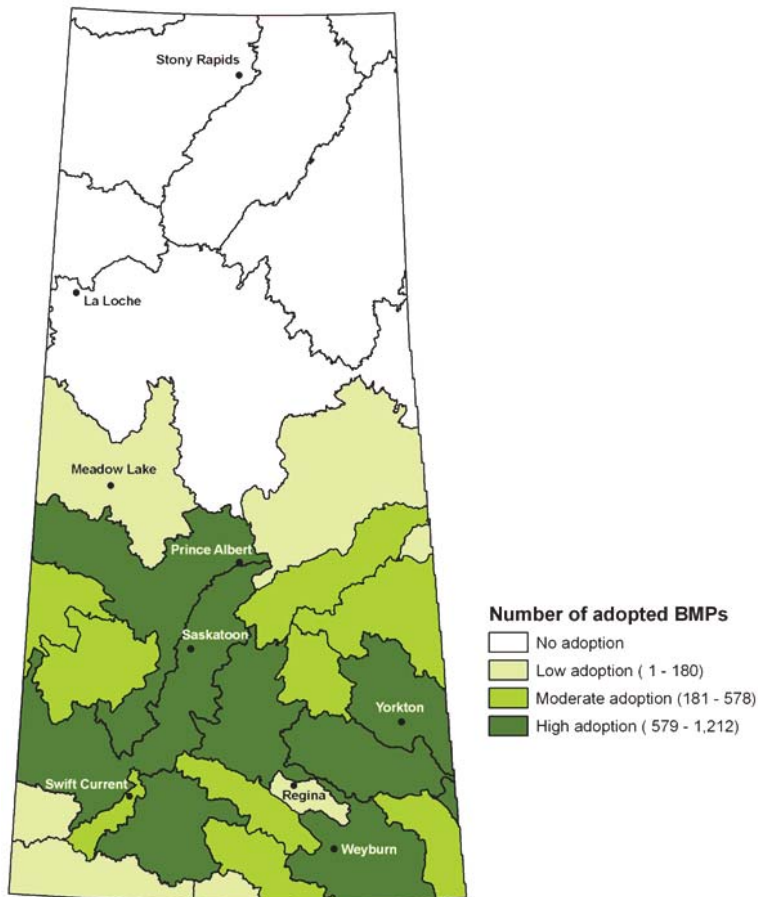 Stony Rapids
La Loche
Meadow Lake
Prince Albert
Saskatoon
Number of adopted BMPs
No adoption
Low adoption ( 1 - 180)
Moderate adoption (181 - 578)
High adoption ( 579 - 1,212)
Yorkton
Swift Current
Regina
Weyburn